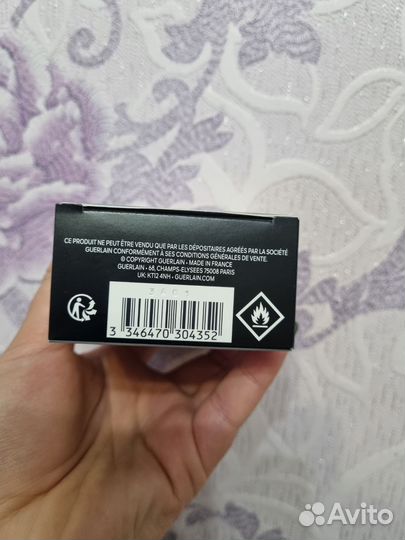 CE PRODUIT NE PEUT ÊTRE VENDU QUE PAR LES DÉPOSITAIRES AGRÉÉS PAR LA SOCIÉTÉ
GUERLAIN CONFORMÉMENT À SES CONDITIONS GÉNÉRALES DE VENTE.
© COPYRIGHT GUERLAIN - MADE IN FRANCE
GUERLAIN - 68, CHAMPS-ELYSEES 75008 PARIS
UK: KT12 4NH - GUERLAIN.COM
3 346470 304352
Avito